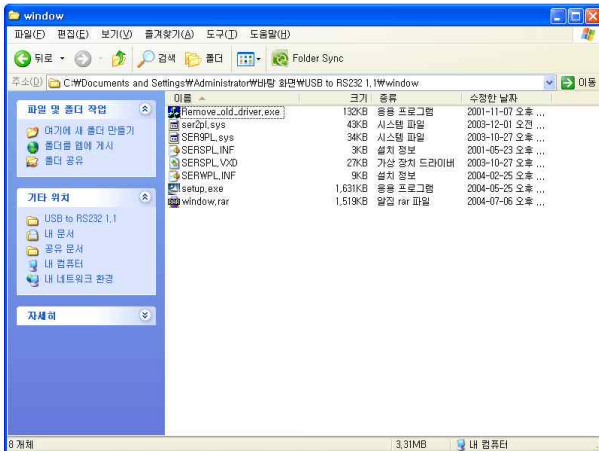 window
파일(F) 편집(E) 보기(V) 즐겨찾기(A) 도구(T) 도움말(H)
뒤로 검색 폴더 Folder Sync
주소(D) C:₩Documents and Settings₩Administrator₩바탕 화면₩USB to RS232 1,1₩window 이동
파일 및 폴더 작업
여기에 새 폴더 만들기
폴더를 웹에 게시
폴더 공유
기타 위치
USB to RS232 1,1
내 문서
공유 문서
내 컴퓨터
내 네트워크 환경
자세히
이름 크기 종류 수정한 날짜
Remove_old_driver,exe 132KB 응용 프로그램 2001-11-07 오후 ...
ser2pl,sys 43KB 시스템 파일 2003-12-01 오전 ...
SER9PL,sys 34KB 시스템 파일 2003-10-27 오후 ...
SERSPL,INF 3KB 설치 정보 2001-05-23 오후 ...
SERSPL,VXD 27KB 가상 장치 드라이버 2003-10-27 오후 ...
SERWPL,INF 9KB 설치 정보 2004-02-25 오후 ...
setup,exe 1,631KB 응용 프로그램 2004-05-25 오후 ...
window,rar 1,519KB 알집 rar 파일 2004-07-06 오후 ...
8 개체 3,31MB 내 컴퓨터